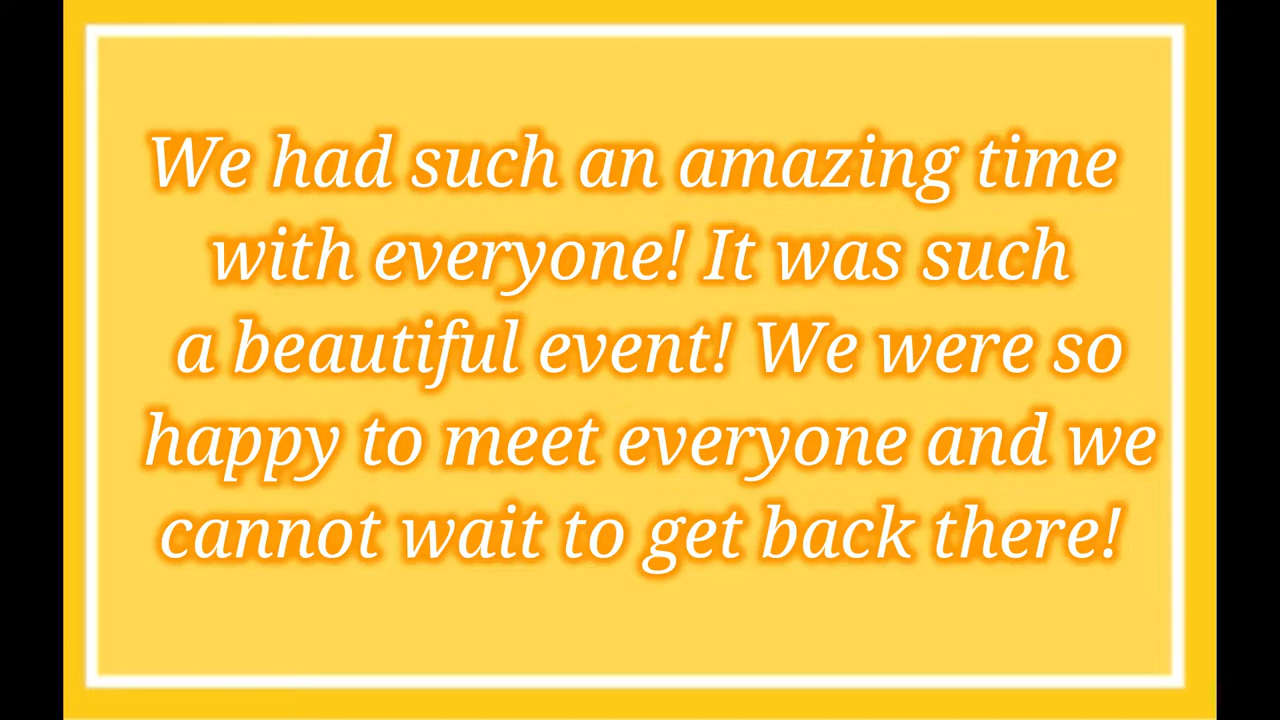 We had such an amazing time
with everyone! It was such
a beautiful event! We were so
happy to meet everyone and we
cannot wait to get back there!